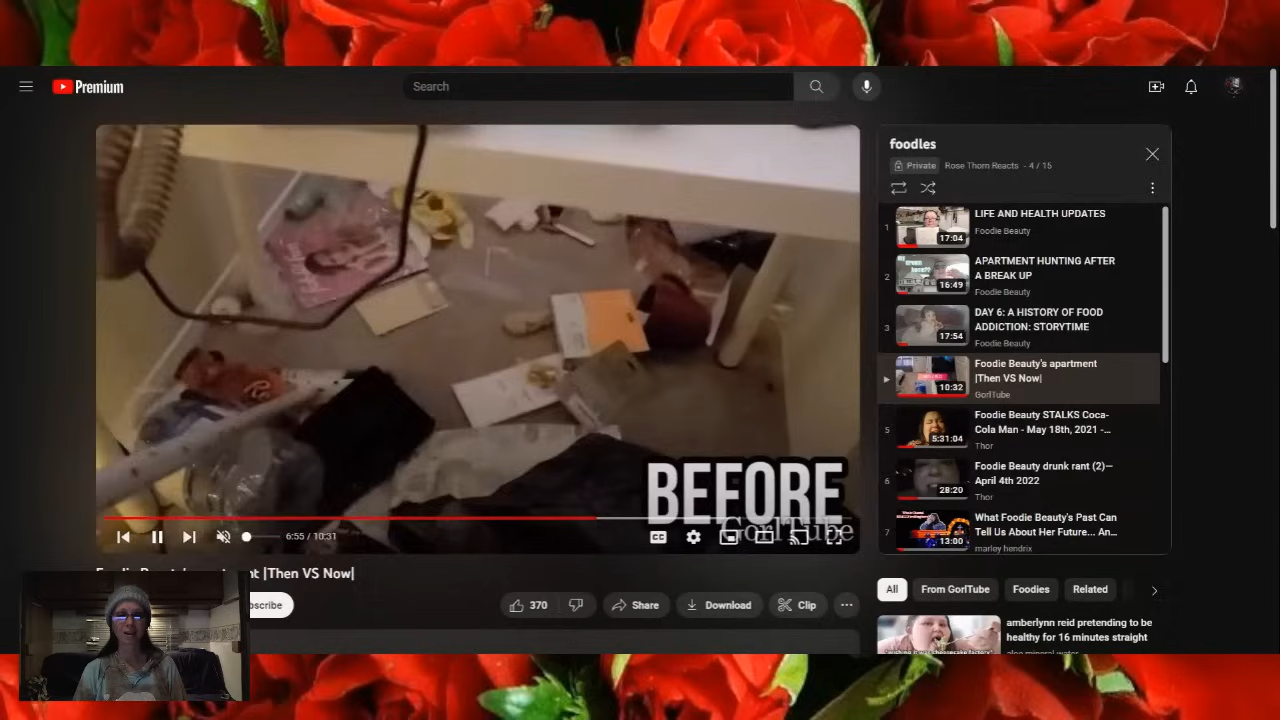 Premium
Search
BEFORE
GorlTube
6:55 / 10:31
|Then VS Now|
370
Share
Download
Clip
foodles
Private
Rose Thorn Reacts - 4 / 15
1
17:04
LIFE AND HEALTH UPDATES
Foodie Beauty
2
16:49
APARTMENT HUNTING AFTER
A BREAK UP
Foodie Beauty
3
17:54
DAY 6: A HISTORY OF FOOD
ADDICTION: STORYTIME
Foodie Beauty
10:32
Foodie Beauty's apartment
|Then VS Now|
GorlTube
5
5:31:04
Foodie Beauty STALKS Coca-
Cola Man - May 18th, 2021 -...
Thor
6
28:20
Foodie Beauty drunk rant (2)—
April 4th 2022
Thor
7
13:00
What Foodie Beauty's Past Can
Tell Us About Her Future... An...
marley hendrix
All
From GorlTube
Foodies
Related
amberlynn reid pretending to be
healthy for 16 minutes straight